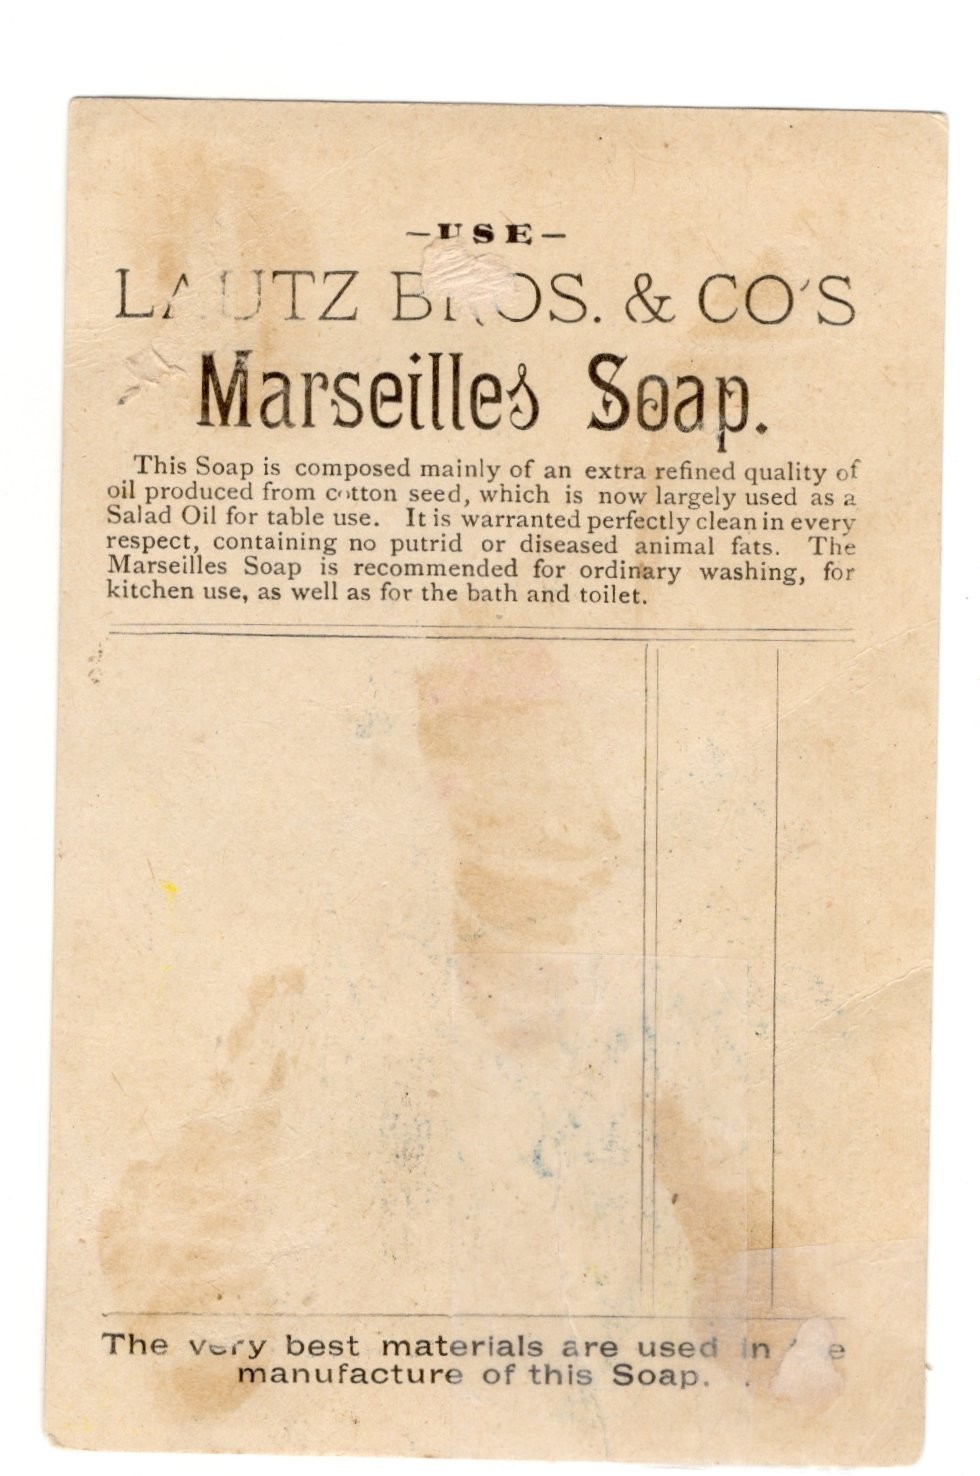 —USE—
LAUTZ BROS. & CO'S
Marseilles Soap.
This Soap is composed mainly of an extra refined quality of
oil produced from cotton seed, which is now largely used as a
Salad Oil for table use. It is warranted perfectly clean in every
respect, containing no putrid or diseased animal fats. The
Marseilles Soap is recommended for ordinary washing, for
kitchen use, as well as for the bath and toilet.
The very best materials are used in the
manufacture of this Soap.